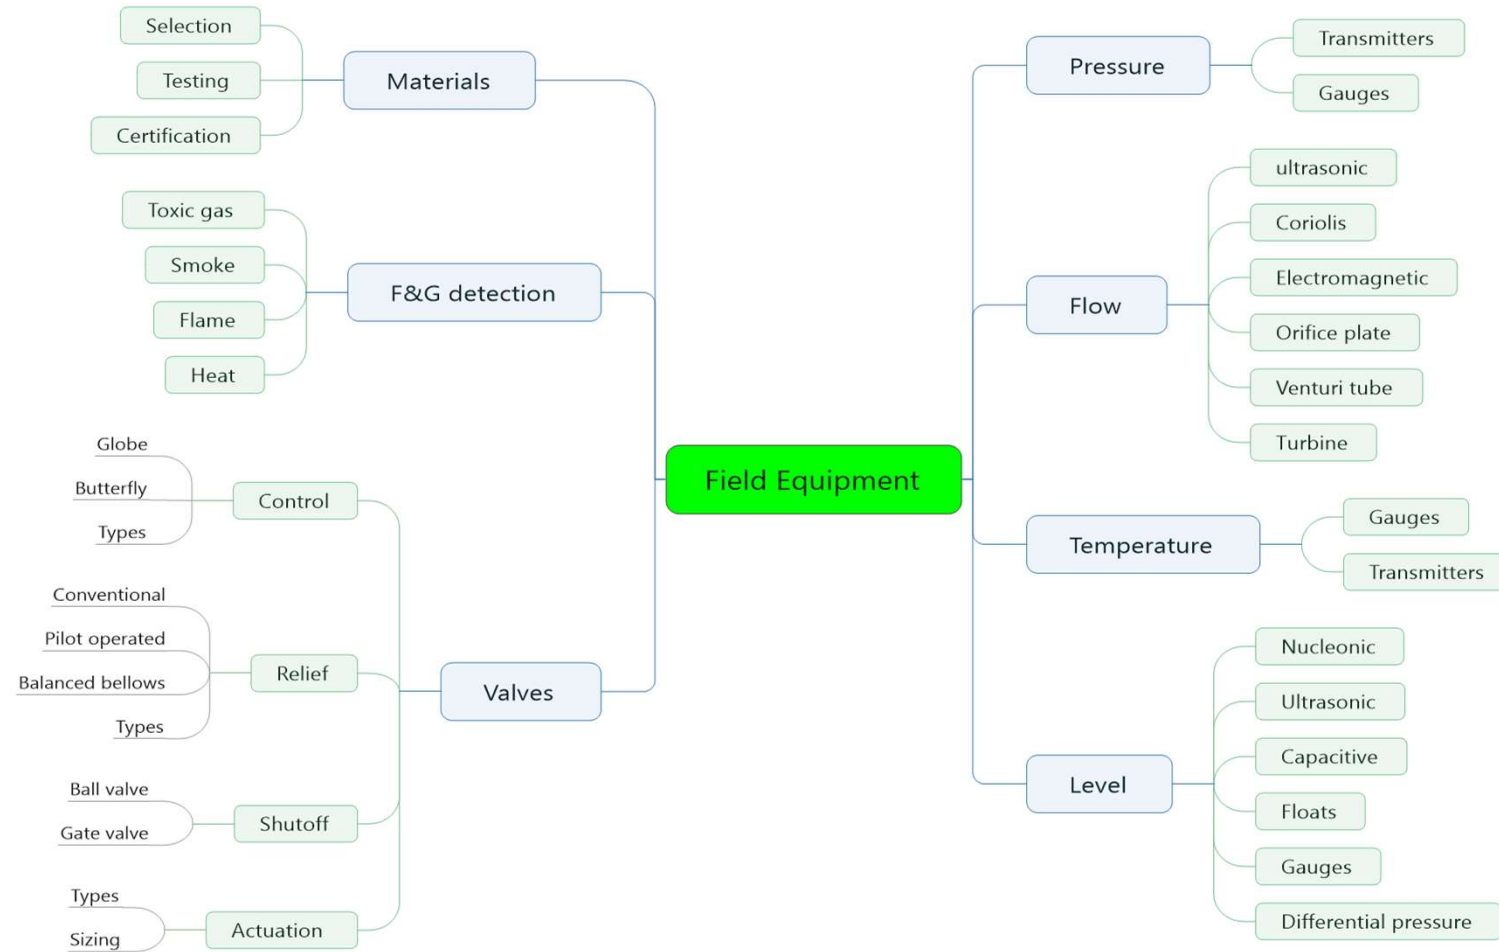 Selection
Testing
Certification
Materials
Toxic gas
Smoke
Flame
Heat
F&G detection
Globe
Butterfly
Types
Control
Conventional
Pilot operated
Balanced bellows
Types
Relief
Ball valve
Gate valve
Shutoff
Types
Sizing
Actuation
Valves
Field Equipment
Pressure
Transmitters
Gauges
Flow
ultrasonic
Coriolis
Electromagnetic
Orifice plate
Venturi tube
Turbine
Temperature
Gauges
Transmitters
Level
Nucleonic
Ultrasonic
Capacitive
Floats
Gauges
Differential pressure